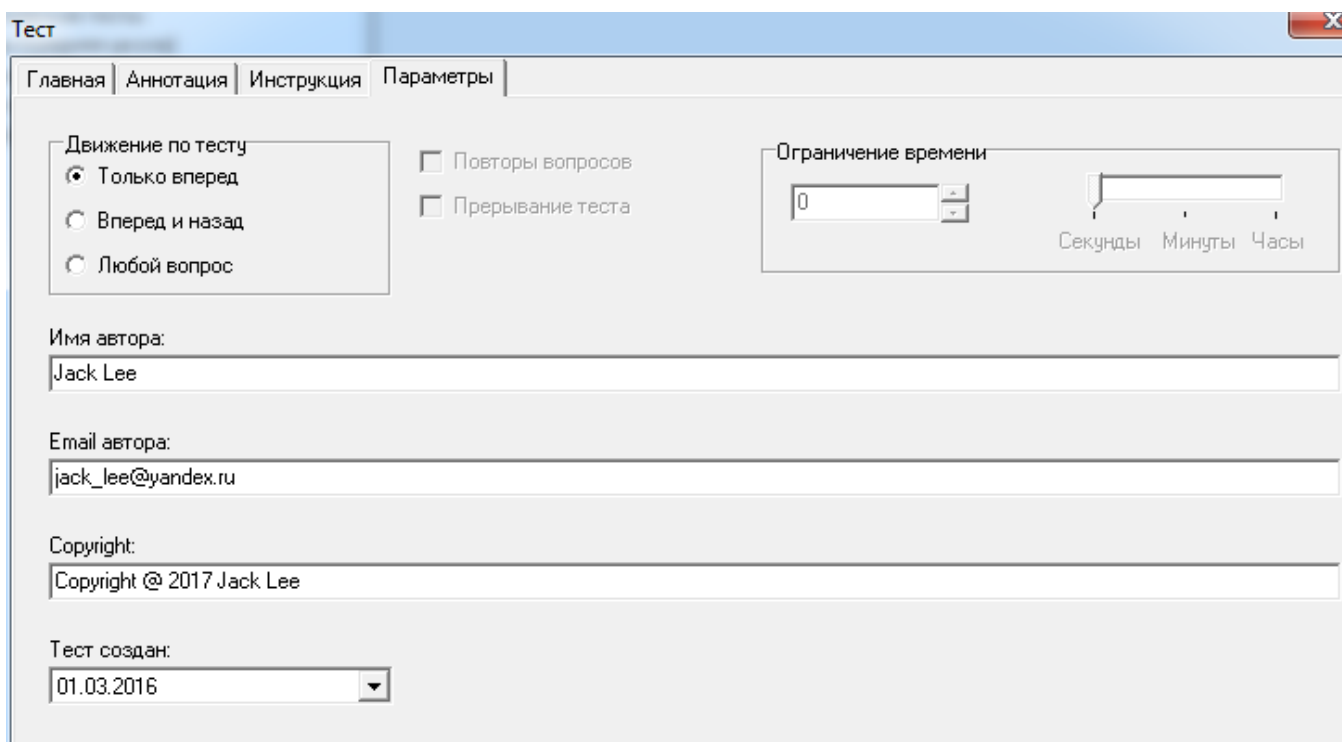 Тест
Главная Аннотация Инструкция Параметры
Движение по тесту
Только вперед
Вперед и назад
Любой вопрос
Повторы вопросов
Прерывание теста
Ограничение времени
0
Секунды Минуты Часы
Имя автора:
Jack Lee
Email автора:
jack_lee@yandex.ru
Copyright:
Copyright @ 2017 Jack Lee
Тест создан:
01.03.2016